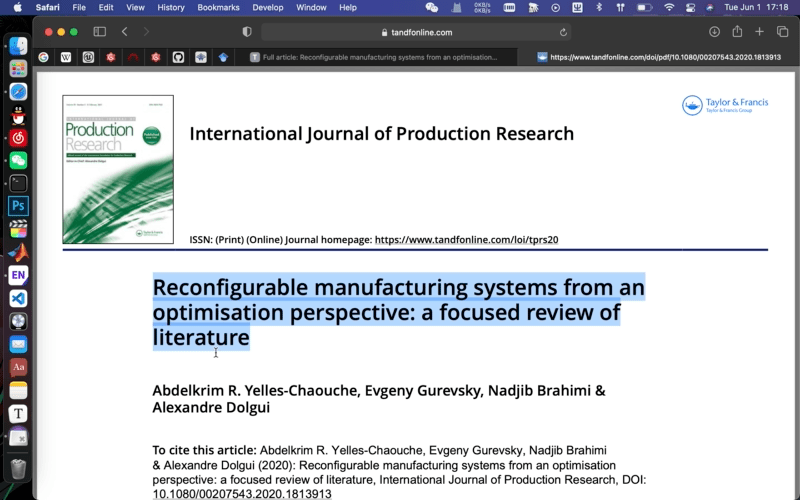 Safari File Edit View History Bookmarks Develop Window Help
0KB/s
0KB/s
Tue Jun 1 17:18
tandfonline.com
Full article: Reconfigurable manufacturing systems from an optimisation...
https://www.tandfonline.com/doi/pdf/10.1080/00207543.2020.1813913
Production
Research
Taylor & Francis
Taylor & Francis Group
International Journal of Production Research
ISSN: (Print) (Online) Journal homepage: https://www.tandfonline.com/loi/tprs20
Reconfigurable manufacturing systems from an
optimisation perspective: a focused review of
literature
Abdelkrim R. Yelles-Chaouche, Evgeny Gurevsky, Nadjib Brahimi &
Alexandre Dolgui
To cite this article: Abdelkrim R. Yelles-Chaouche, Evgeny Gurevsky, Nadjib Brahimi
& Alexandre Dolgui (2020): Reconfigurable manufacturing systems from an optimisation
perspective: a focused review of literature, International Journal of Production Research, DOI:
10.1080/00207543.2020.1813913
Ps
EN
Aa
T